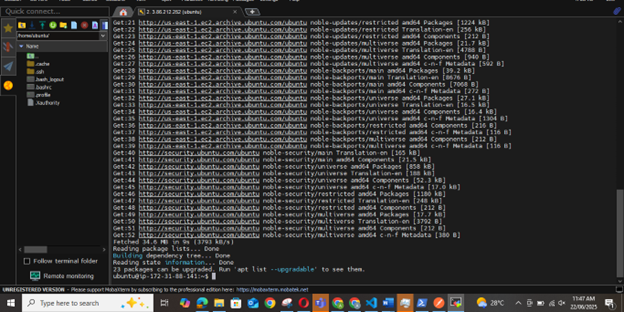 /home/ubuntu/
2. 3.86.212.262 (ubuntu)
Name
..
.cache
.ssh
.bash_logout
.bashrc
.profile
.Xauthority
Get:21 http://us-east-1.ec2.archive.ubuntu.com/ubuntu noble-updates/restricted amd64 Packages [1224 kB]
Get:22 http://us-east-1.ec2.archive.ubuntu.com/ubuntu noble-updates/restricted Translation-en [256 kB]
Get:23 http://us-east-1.ec2.archive.ubuntu.com/ubuntu noble-updates/restricted amd64 Components [212 B]
Get:24 http://us-east-1.ec2.archive.ubuntu.com/ubuntu noble-updates/multiverse amd64 Packages [21.7 kB]
Get:25 http://us-east-1.ec2.archive.ubuntu.com/ubuntu noble-updates/multiverse Translation-en [4788 B]
Get:26 http://us-east-1.ec2.archive.ubuntu.com/ubuntu noble-updates/multiverse amd64 Components [940 B]
Get:27 http://us-east-1.ec2.archive.ubuntu.com/ubuntu noble-updates/multiverse amd64 c-n-f Metadata [592 B]
Get:28 http://us-east-1.ec2.archive.ubuntu.com/ubuntu noble-backports/main amd64 Packages [39.2 kB]
Get:29 http://us-east-1.ec2.archive.ubuntu.com/ubuntu noble-backports/main Translation-en [8676 B]
Get:30 http://us-east-1.ec2.archive.ubuntu.com/ubuntu noble-backports/main amd64 Components [7068 B]
Get:31 http://us-east-1.ec2.archive.ubuntu.com/ubuntu noble-backports/main amd64 c-n-f Metadata [272 B]
Get:32 http://us-east-1.ec2.archive.ubuntu.com/ubuntu noble-backports/universe amd64 Packages [27.1 kB]
Get:33 http://us-east-1.ec2.archive.ubuntu.com/ubuntu noble-backports/universe Translation-en [16.5 kB]
Get:34 http://us-east-1.ec2.archive.ubuntu.com/ubuntu noble-backports/universe amd64 Components [16.4 kB]
Get:35 http://us-east-1.ec2.archive.ubuntu.com/ubuntu noble-backports/universe amd64 c-n-f Metadata [1304 B]
Get:36 http://us-east-1.ec2.archive.ubuntu.com/ubuntu noble-backports/restricted amd64 Components [216 B]
Get:37 http://us-east-1.ec2.archive.ubuntu.com/ubuntu noble-backports/restricted amd64 c-n-f Metadata [116 B]
Get:38 http://us-east-1.ec2.archive.ubuntu.com/ubuntu noble-backports/multiverse amd64 Components [212 B]
Get:39 http://us-east-1.ec2.archive.ubuntu.com/ubuntu noble-backports/multiverse amd64 c-n-f Metadata [116 B]
Get:40 http://security.ubuntu.com/ubuntu noble-security/main Translation-en [165 kB]
Get:41 http://security.ubuntu.com/ubuntu noble-security/main amd64 Components [21.5 kB]
Get:42 http://security.ubuntu.com/ubuntu noble-security/universe amd64 Packages [858 kB]
Get:43 http://security.ubuntu.com/ubuntu noble-security/universe Translation-en [188 kB]
Get:44 http://security.ubuntu.com/ubuntu noble-security/universe amd64 Components [52.3 kB]
Get:45 http://security.ubuntu.com/ubuntu noble-security/universe amd64 c-n-f Metadata [17.0 kB]
Get:46 http://security.ubuntu.com/ubuntu noble-security/restricted amd64 Packages [1180 kB]
Get:47 http://security.ubuntu.com/ubuntu noble-security/restricted Translation-en [248 kB]
Get:48 http://security.ubuntu.com/ubuntu noble-security/restricted amd64 Components [212 B]
Get:49 http://security.ubuntu.com/ubuntu noble-security/multiverse amd64 Packages [17.7 kB]
Get:50 http://security.ubuntu.com/ubuntu noble-security/multiverse Translation-en [3792 B]
Get:51 http://security.ubuntu.com/ubuntu noble-security/multiverse amd64 Components [212 B]
Get:52 http://security.ubuntu.com/ubuntu noble-security/multiverse amd64 c-n-f Metadata [380 B]
Fetched 34.6 MB in 9s (3793 kB/s)
Reading package lists... Done
Building dependency tree... Done
Reading state information... Done
23 packages can be upgraded. Run 'apt list --upgradable' to see them.
ubuntu@ip-172-31-88-141:~$
Follow terminal folder
Remote monitoring
UNREGISTERED VERSION - Please support MobaXterm by subscribing to the professional edition here: https://mobaxterm.mobatek.net
Type here to search
28°C
11:47 AM
22/06/2025